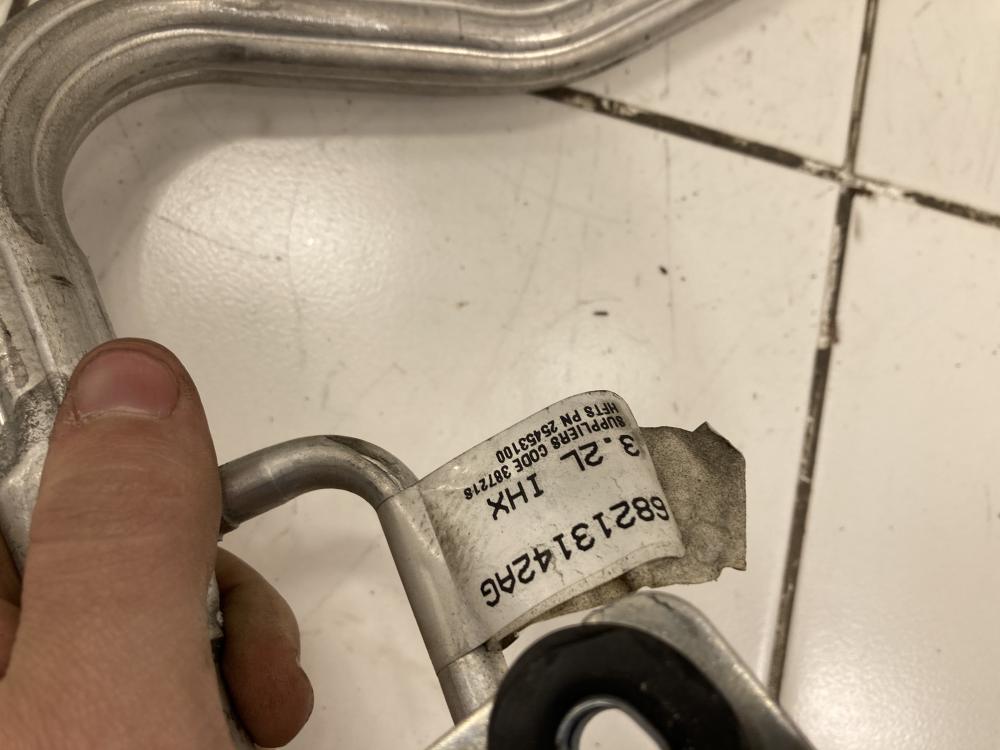 68213142AG
3.2L IHX
SUPPLIERS CODE 387218
HFTS PN 25453100